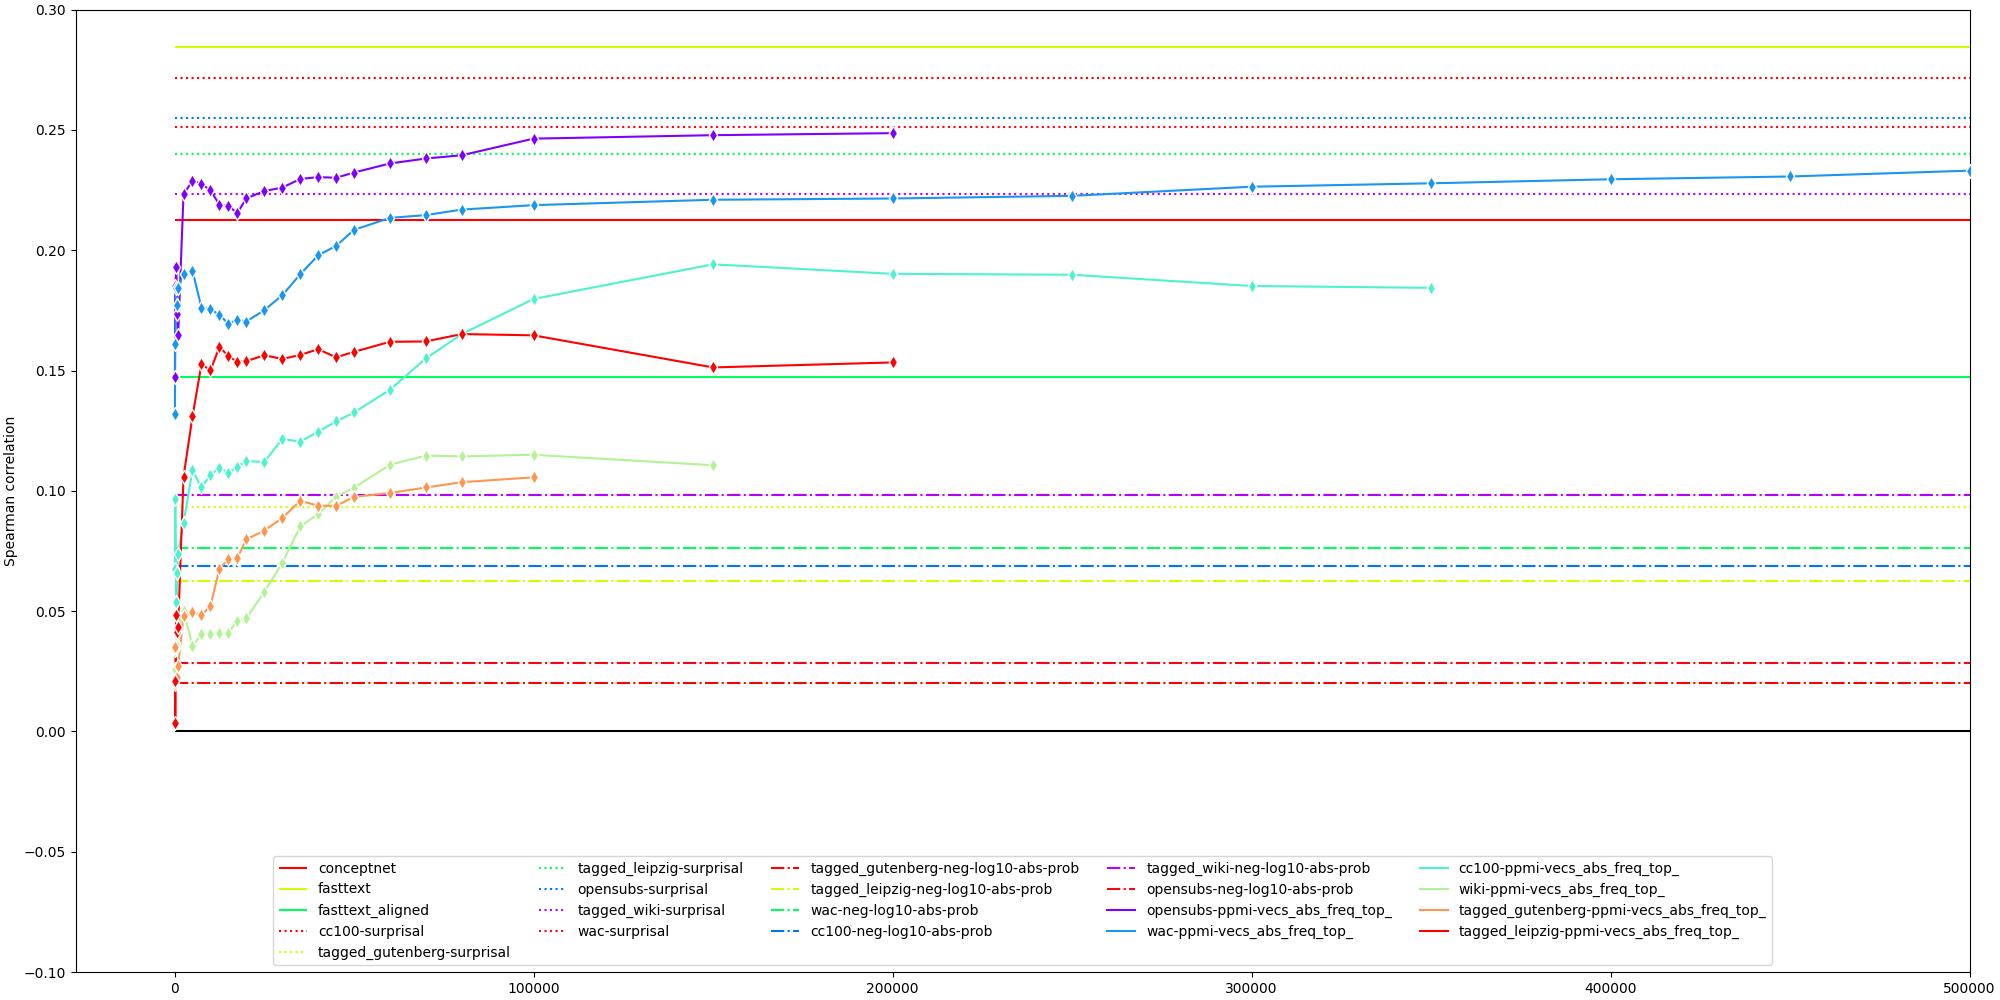 0.30
0.25
0.20
0.15
0.10
0.05
0.00
−0.05
−0.10
Spearman correlation
0
100000
200000
300000
400000
500000
conceptnet
fasttext
fasttext_aligned
cc100-surprisal
tagged_gutenberg-surprisal
tagged_leipzig-surprisal
opensubs-surprisal
tagged_wiki-surprisal
wac-surprisal
tagged_gutenberg-neg-log10-abs-prob
tagged_leipzig-neg-log10-abs-prob
wac-neg-log10-abs-prob
cc100-neg-log10-abs-prob
tagged_wiki-neg-log10-abs-prob
opensubs-neg-log10-abs-prob
opensubs-ppmi-vecs_abs_freq_top_
wac-ppmi-vecs_abs_freq_top_
cc100-ppmi-vecs_abs_freq_top_
wiki-ppmi-vecs_abs_freq_top_
tagged_gutenberg-ppmi-vecs_abs_freq_top_
tagged_leipzig-ppmi-vecs_abs_freq_top_